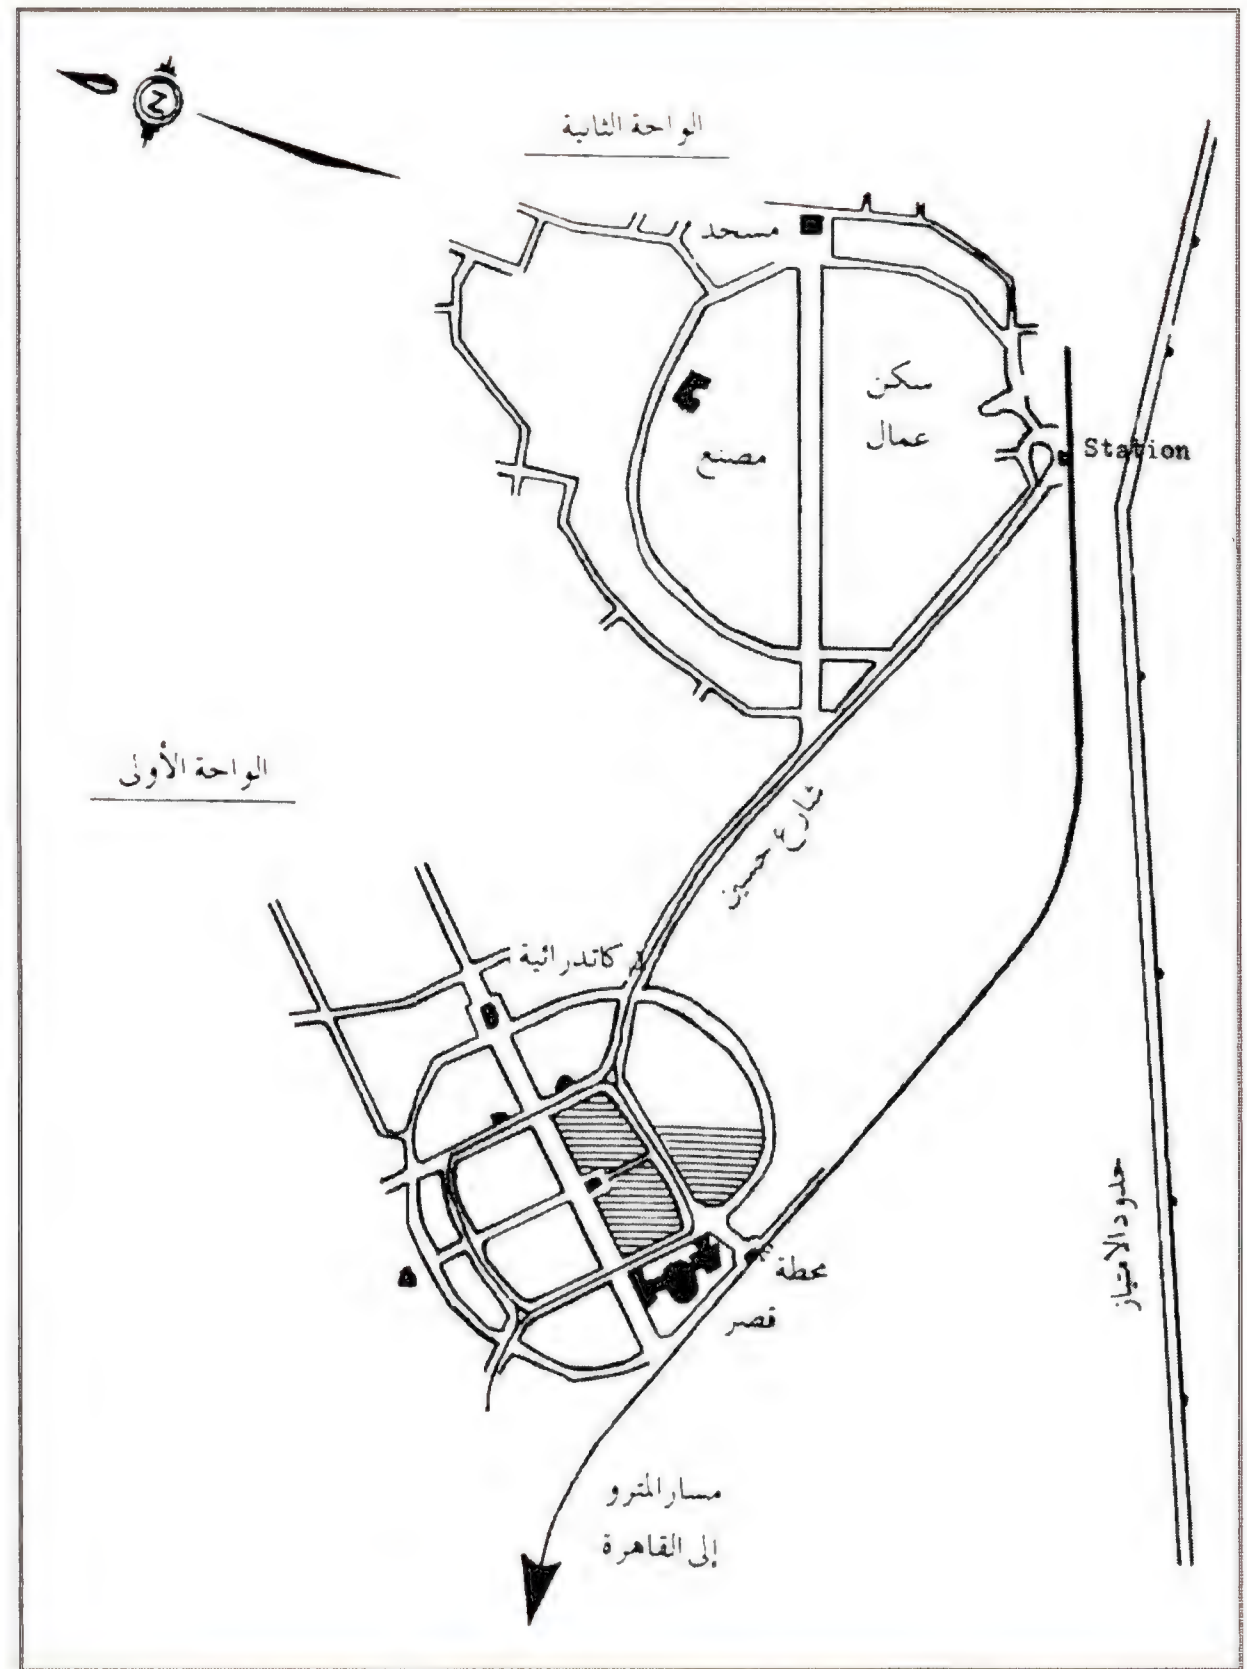 الواحة الثانية
مسجد
سكن
عمال
مصنع
Station
الواحة الأولى
شارع حسين
كاتدرائية
حدود الامتياز
محطة
قصر
مسار المترو
إلى القاهرة